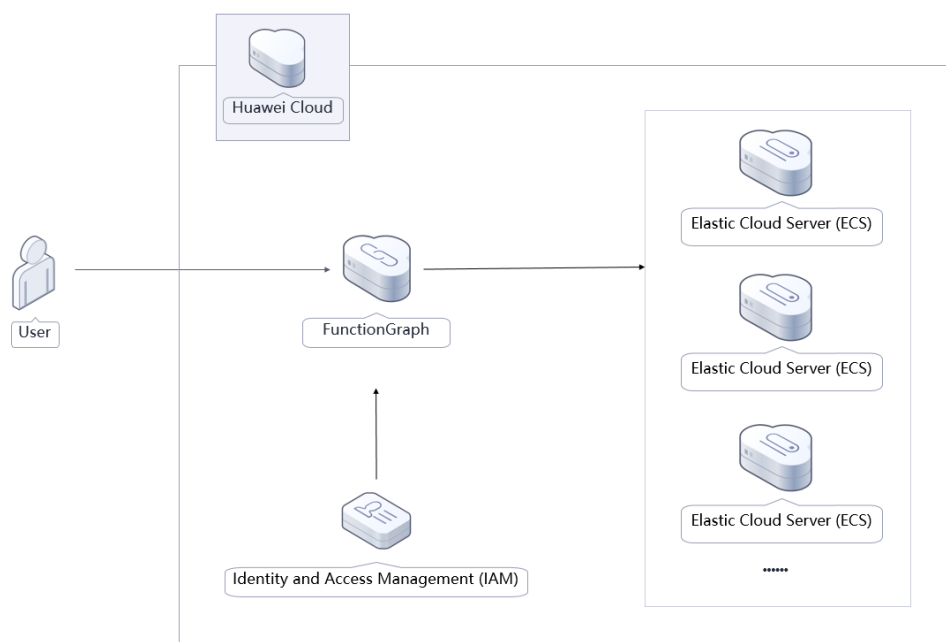 Huawei Cloud
Elastic Cloud Server (ECS)
User
FunctionGraph
Elastic Cloud Server (ECS)
Elastic Cloud Server (ECS)
Identity and Access Management (IAM)
......